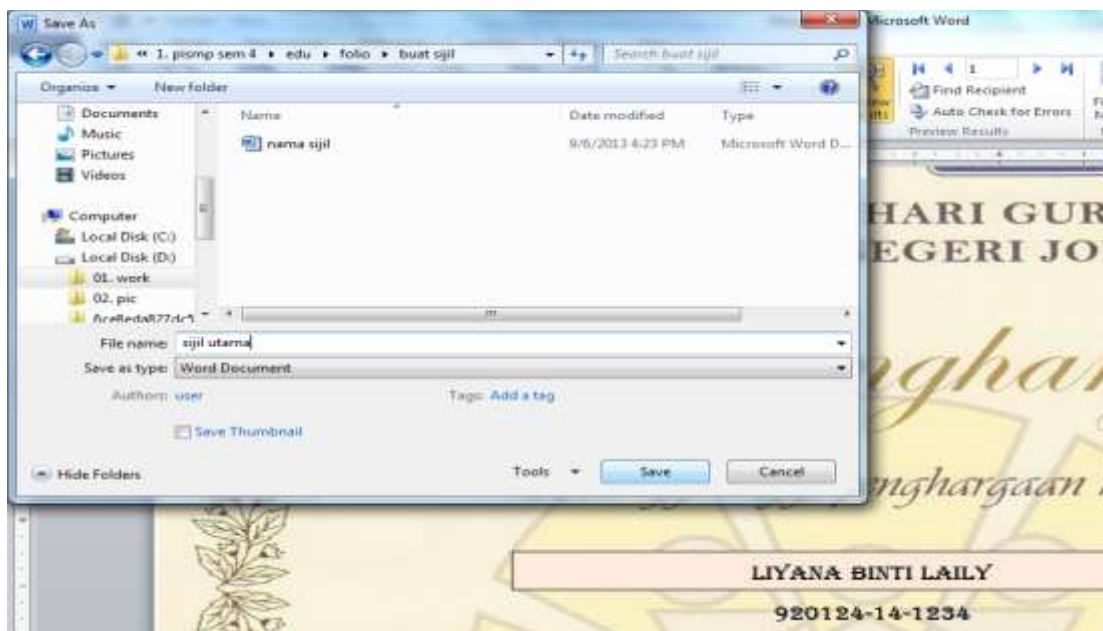 Save As
Microsoft Word
« 1. pismp sem 4 ▸ edu ▸ folio ▸ buat sijil
Search buat sijil
Organize
New folder
1
Find Recipient
Auto Check for Errors
Preview Results
Documents
Music
Pictures
Videos
Computer
Local Disk (C:)
Local Disk (D:)
01. work
02. pic
Name
Date modified
Type
nama sijil
9/6/2013 4:23 PM
Microsoft Word D...
File name: sijil utama
Save as type: Word Document
Authors: user
Tags: Add a tag
Save Thumbnail
Hide Folders
Tools
Save
Cancel
HARI GUR
EGERI JO
nghargaan
LIYANA BINTI LAILY
920124-14-1234